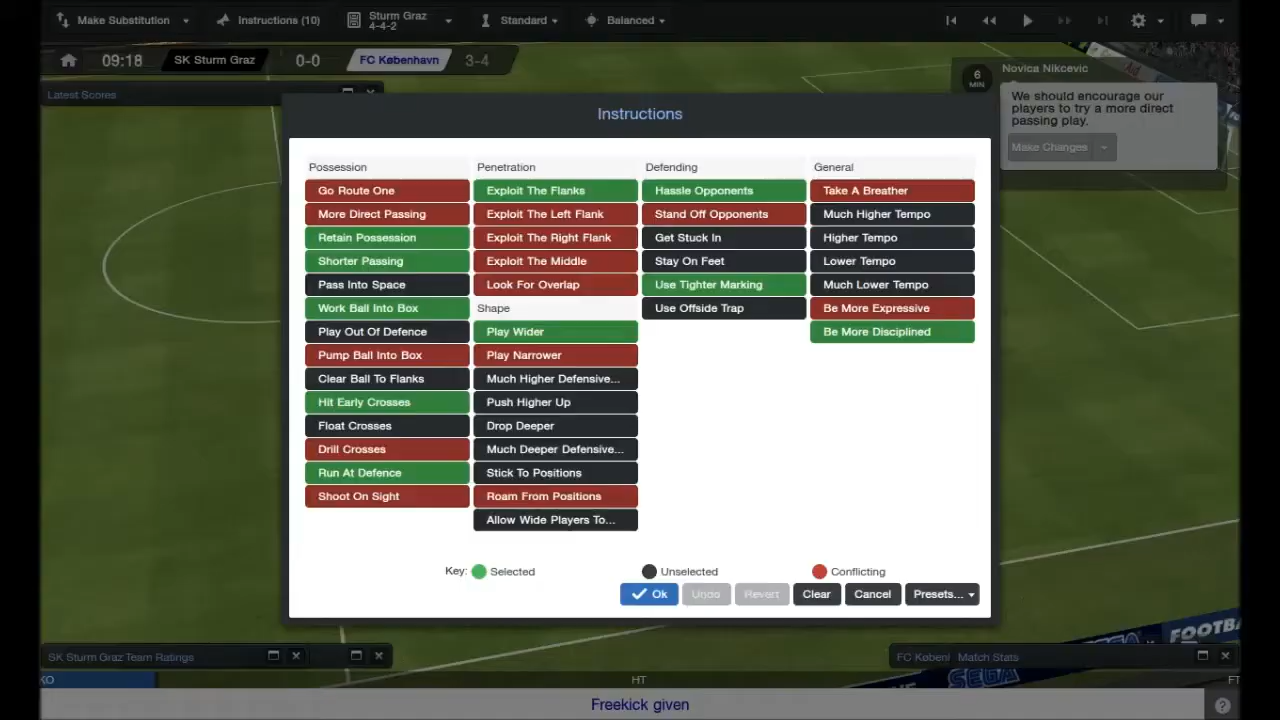 Make Substitution
Instructions (10)
Sturm Graz
4-4-2
Standard
Balanced
09:18
SK Sturm Graz
0-0
FC København
3-4
Latest Scores
6
MIN
Novica Nikcevic
We should encourage our
players to try a more direct
passing play.
Make Changes
Instructions
Possession
Go Route One
More Direct Passing
Retain Possession
Shorter Passing
Pass Into Space
Work Ball Into Box
Play Out Of Defence
Pump Ball Into Box
Clear Ball To Flanks
Hit Early Crosses
Float Crosses
Drill Crosses
Run At Defence
Shoot On Sight
Penetration
Exploit The Flanks
Exploit The Left Flank
Exploit The Right Flank
Exploit The Middle
Look For Overlap
Shape
Play Wider
Play Narrower
Much Higher Defensive...
Push Higher Up
Drop Deeper
Much Deeper Defensive...
Stick To Positions
Roam From Positions
Allow Wide Players To...
Defending
Hassle Opponents
Stand Off Opponents
Get Stuck In
Stay On Feet
Use Tighter Marking
Use Offside Trap
General
Take A Breather
Much Higher Tempo
Higher Tempo
Lower Tempo
Much Lower Tempo
Be More Expressive
Be More Disciplined
Key: Selected
Unselected
Conflicting
Ok
Undo
Revert
Clear
Cancel
Presets...
SK Sturm Graz Team Ratings
FC Københ Match Stats
FOOTBA
SEGA
KO
HT
FT
Freekick given
?